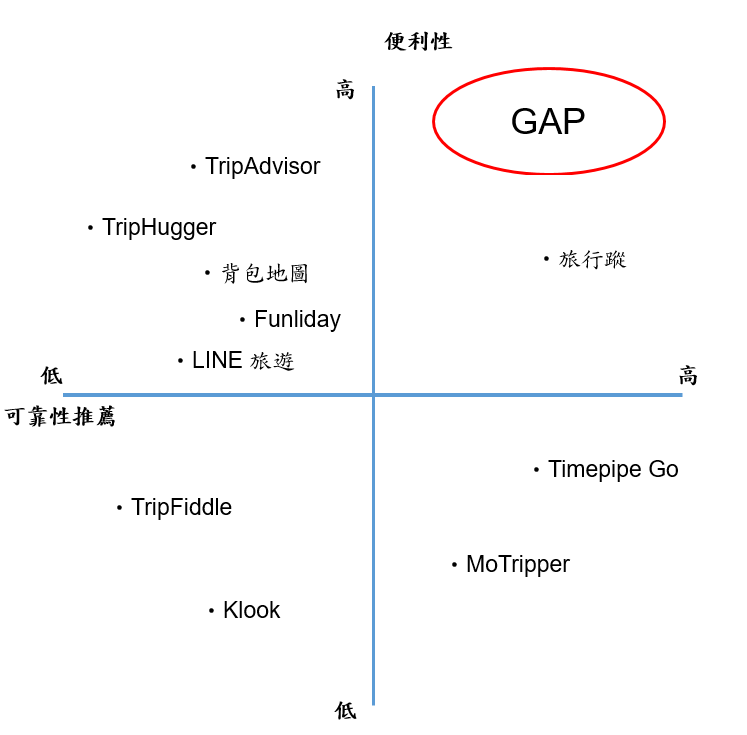 便利性
高
GAP
・TripAdvisor
・TripHugger
・旅行蹤
・背包地圖
・Funliday
・LINE 旅遊
低
高
可靠性推薦
・Timepipe Go
・TripFiddle
・MoTripper
・Klook
低